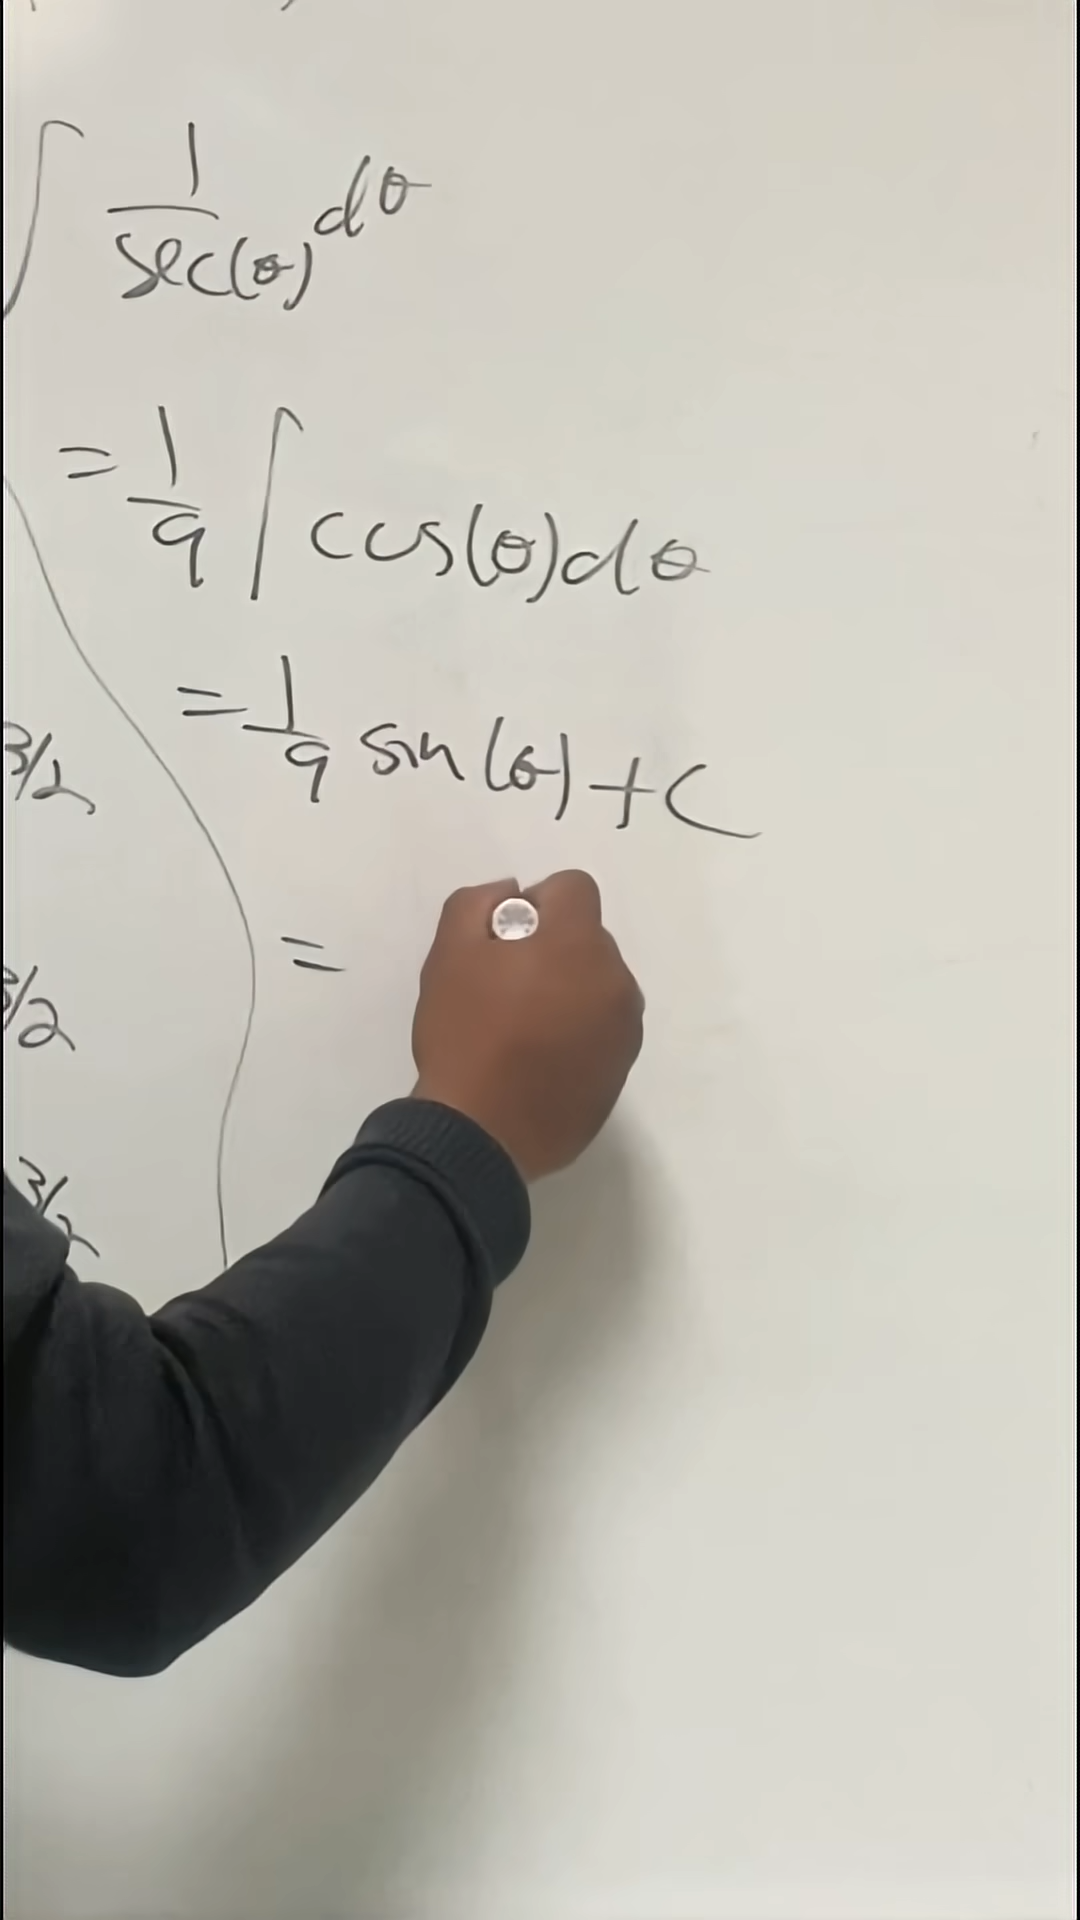 ∫ 1/sec(θ) dθ
= 1/9 ∫ cos(θ)dθ
= 1/9 sin(θ) + C
3/2
=
3/2
3/2